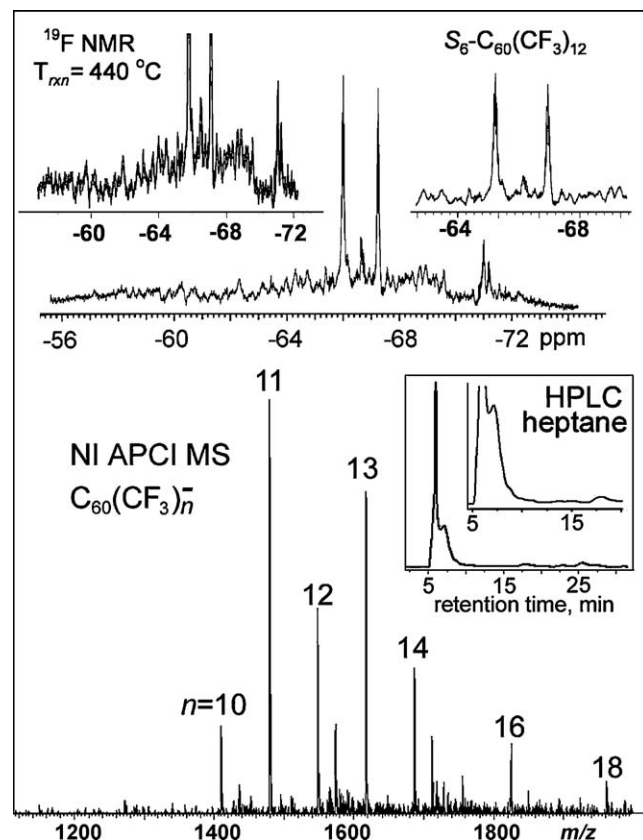 ¹⁹F NMR
T_rxn = 440 °C
-60 -64 -68 -72
S₆-C₆₀(CF₃)₁₂
-64 -68
-56 -60 -64 -68 -72 ppm
NI APCI MS
C₆₀(CF₃)ₙ⁻
n=10
11
12
13
14
16
18
HPLC
heptane
5 15
5 15 25
retention time, min
1200 1400 1600 1800 m/z